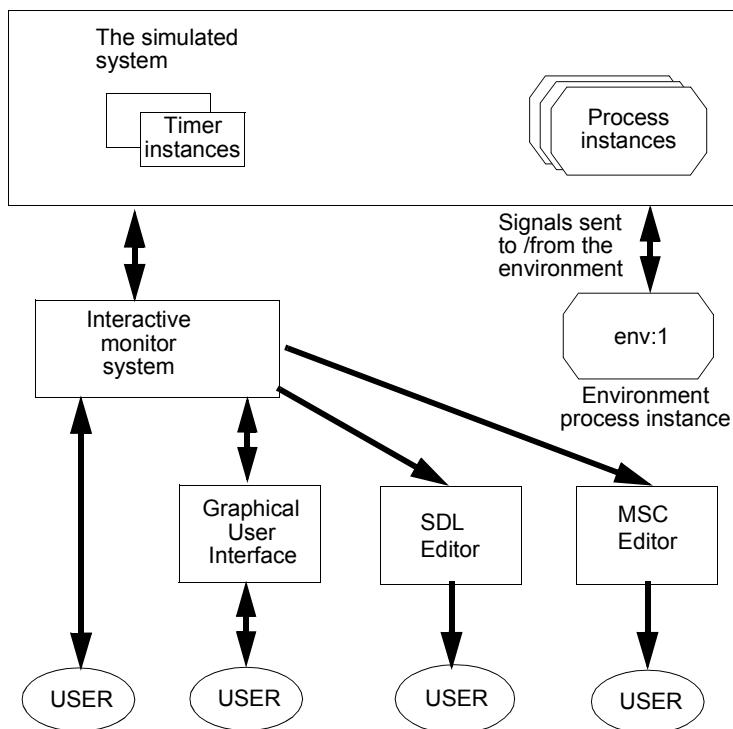 The simulated
system
Timer
instances
Process
instances
Signals sent
to /from the
environment
Interactive
monitor
system
env:1
Environment
process instance
Graphical
User
Interface
SDL
Editor
MSC
Editor
USER
USER
USER
USER